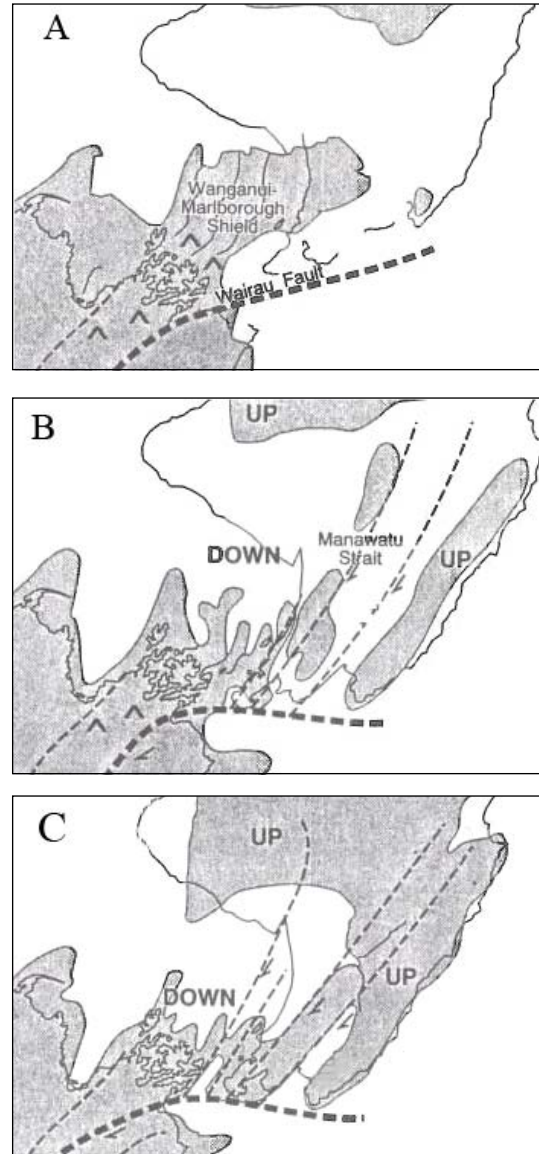 A
Wanganui-
Marlborough
Shield
Wairau Fault
B
UP
DOWN
Manawatu
Strait
UP
C
UP
DOWN
UP